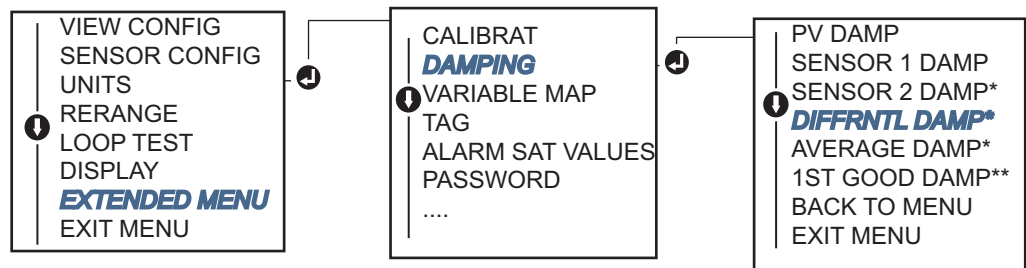 VIEW CONFIG
SENSOR CONFIG
UNITS
RERANGE
LOOP TEST
DISPLAY
EXTENDED MENU
EXIT MENU
CALIBRAT
DAMPING
VARIABLE MAP
TAG
ALARM SAT VALUES
PASSWORD
....
PV DAMP
SENSOR 1 DAMP
SENSOR 2 DAMP*
DIFFRNTL DAMP*
AVERAGE DAMP*
1ST GOOD DAMP**
BACK TO MENU
EXIT MENU